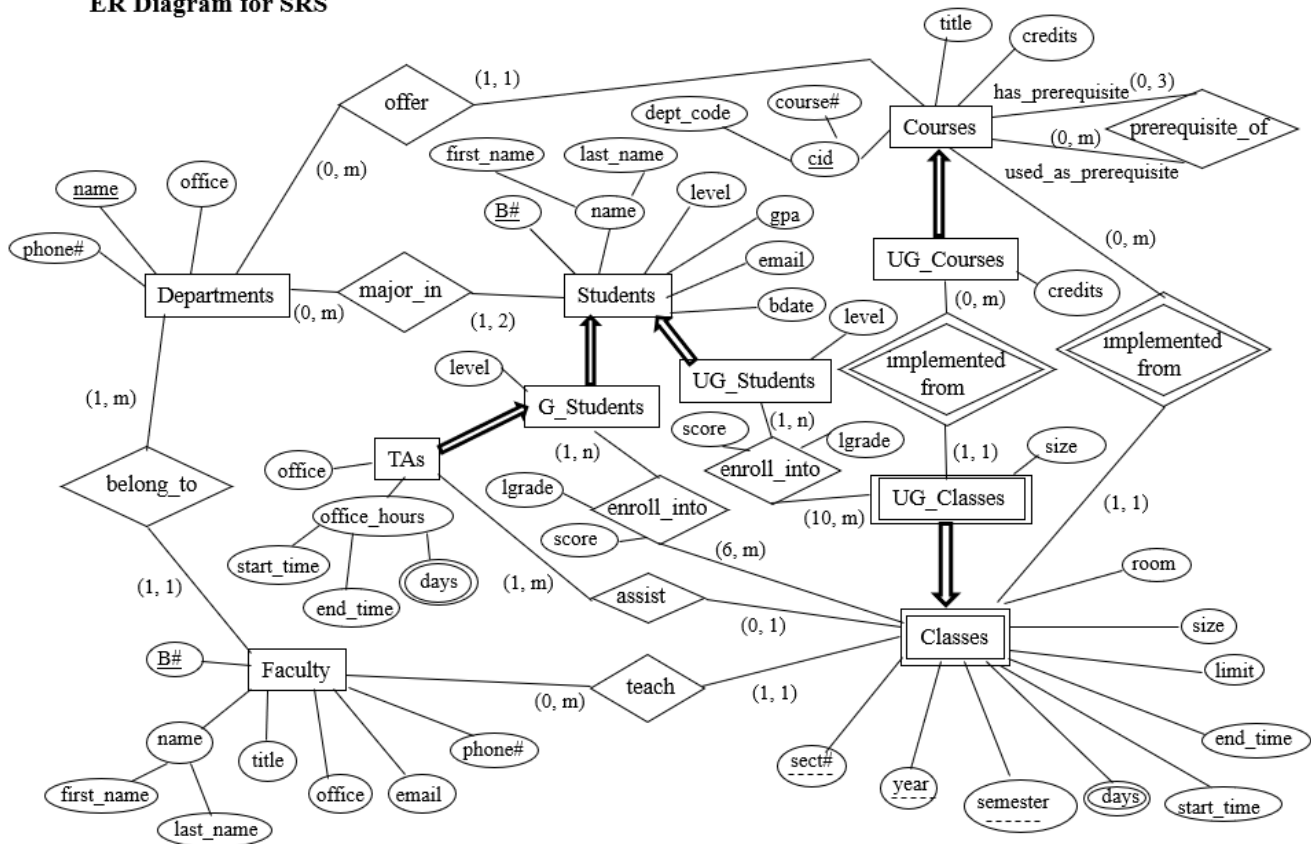 ER Diagram for SRS
title
credits
(1, 1)
offer
has_prerequisite
(0, 3)
dept_code
course#
Courses
prerequisite_of
(0, m)
first_name
last_name
cid
used_as_prerequisite
(0, m)
name
office
level
B#
name
gpa
(0, m)
phone#
email
UG_Courses
Departments
major_in
Students
credits
(0, m)
(0, m)
(1, 2)
bdate
level
implemented
from
implemented
from
level
UG_Students
(1, m)
G_Students
(1, n)
score
lgrade
size
TAs
(1, n)
(1, 1)
office
enroll_into
belong_to
lgrade
UG_Classes
(1, 1)
office_hours
enroll_into
(10, m)
score
start_time
days
(6, m)
room
(1, 1)
(1, m)
assist
end_time
(0, 1)
size
Classes
B#
Faculty
limit
teach
(0, m)
(1, 1)
name
phone#
end_time
title
sect#
first_name
office
email
year
semester
days
start_time
last_name